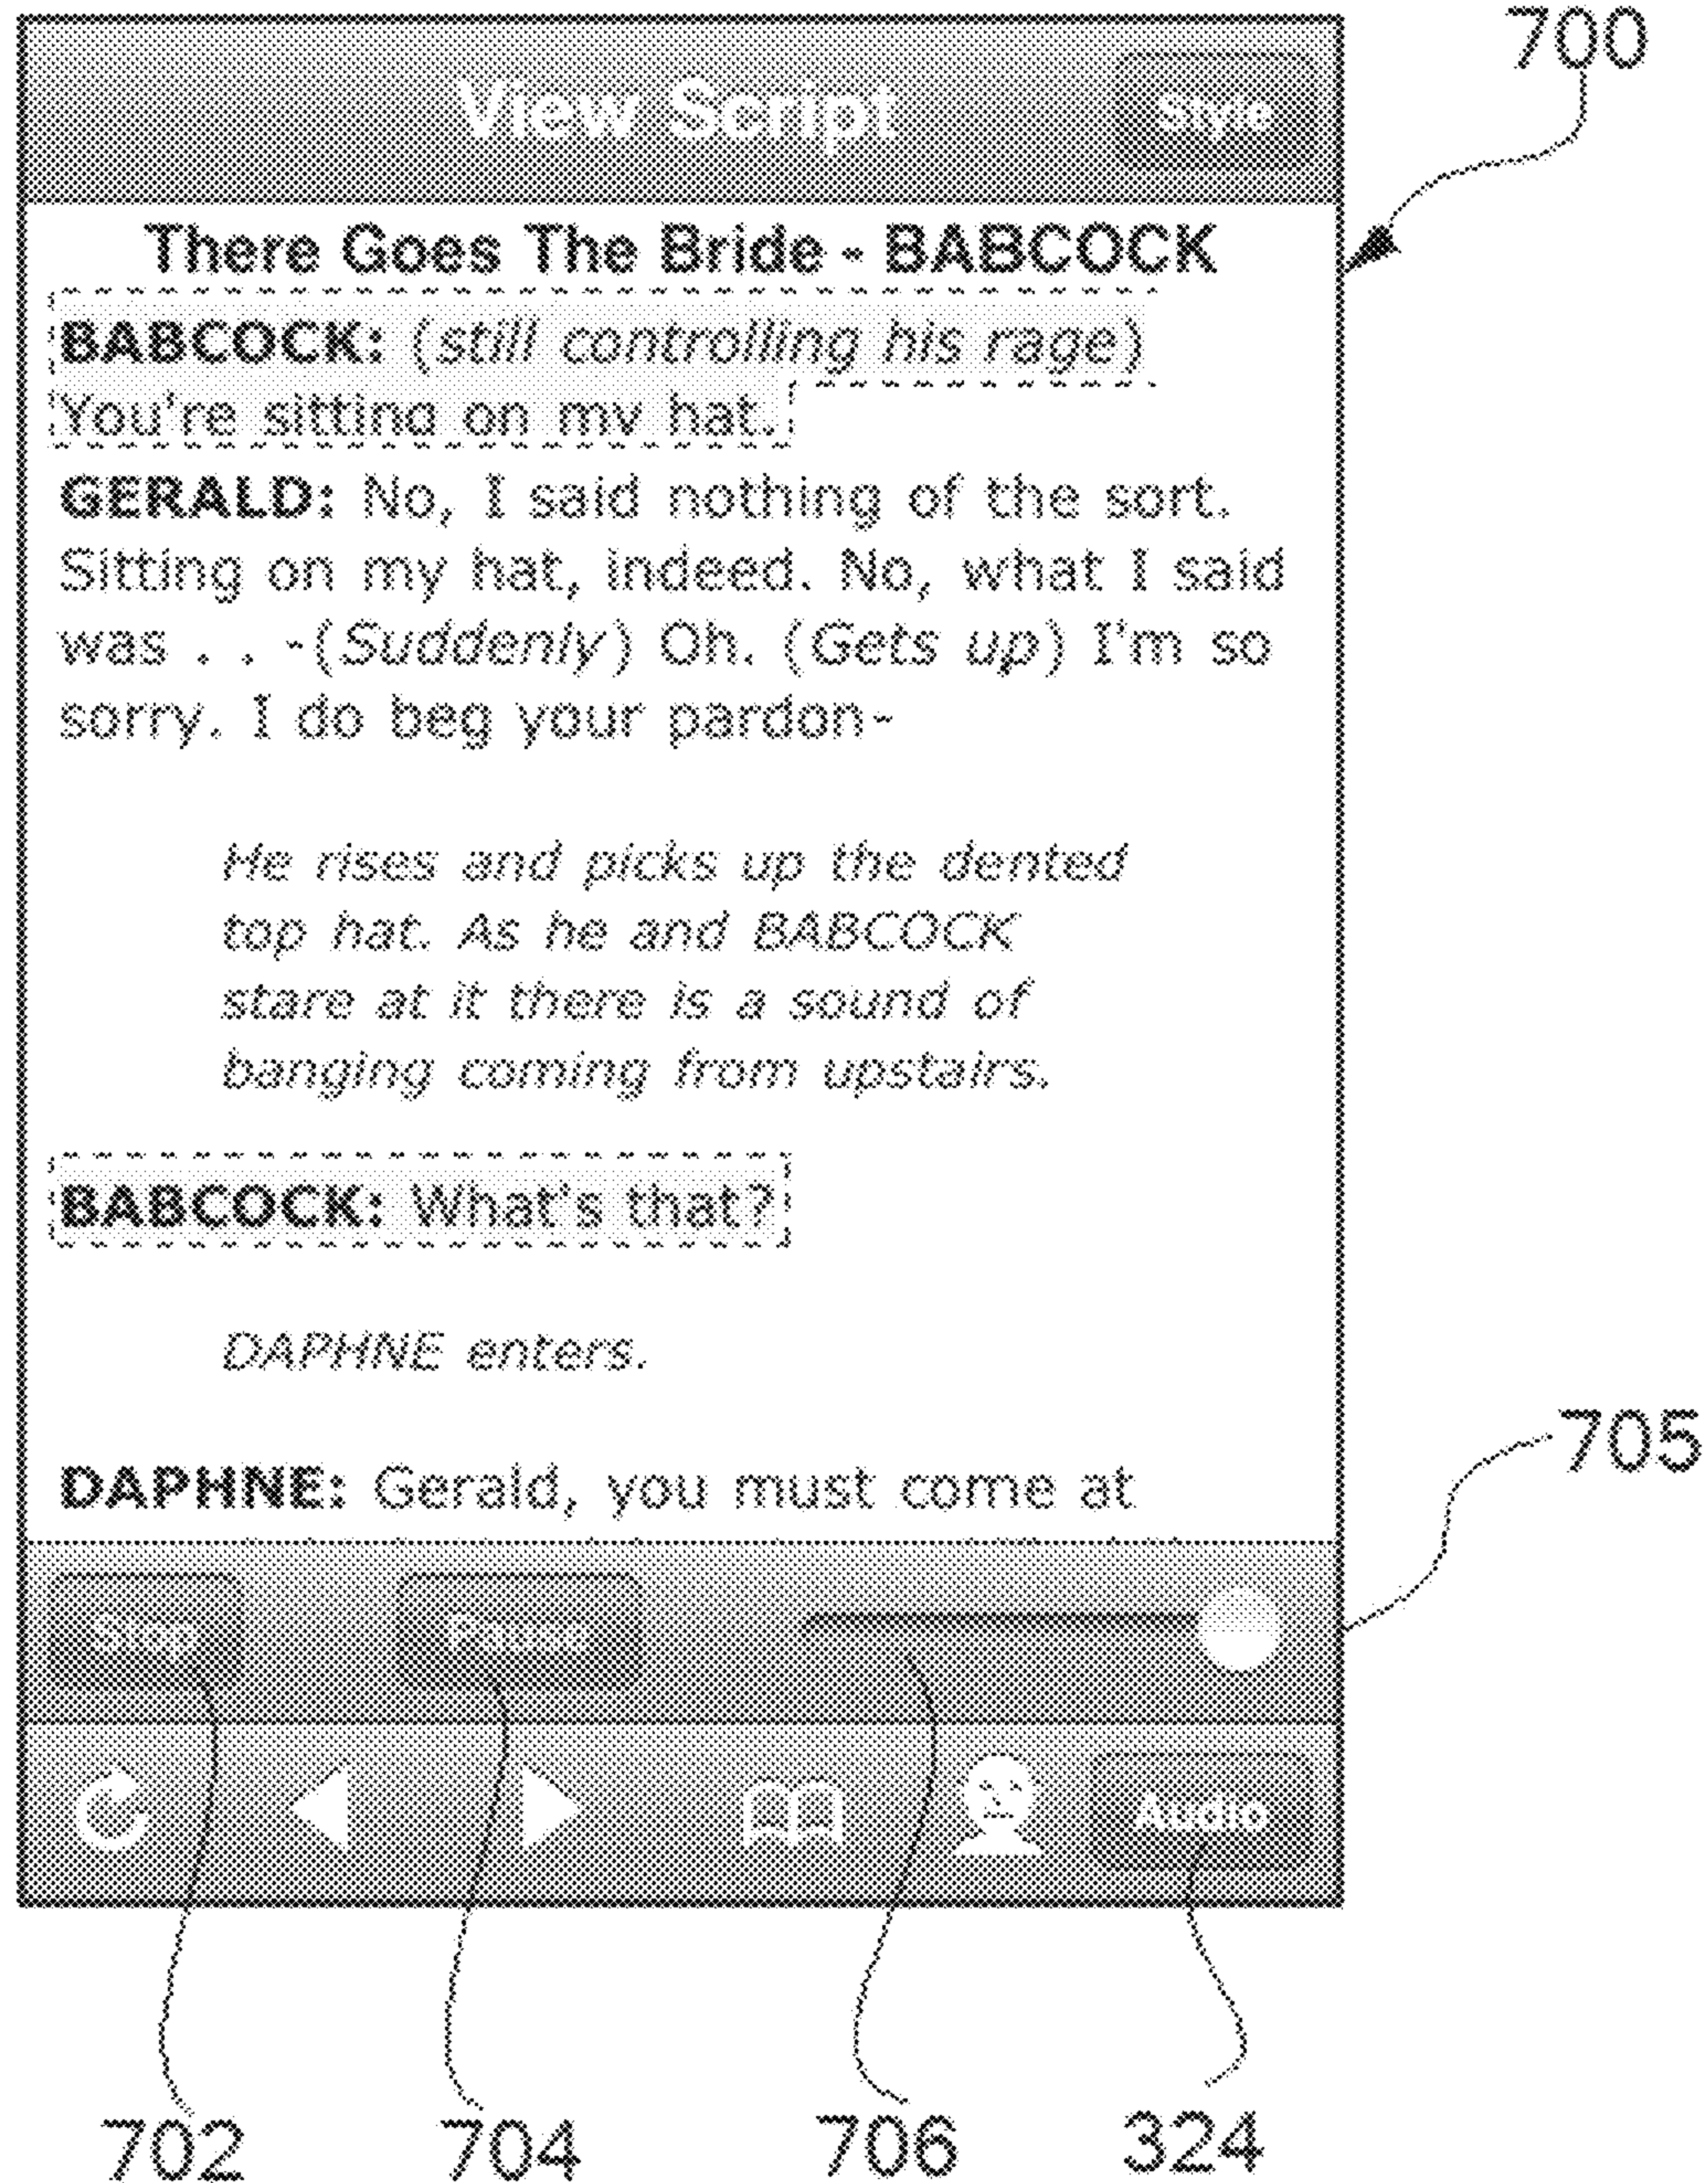 700
View Script
Style
There Goes The Bride - BABCOCK
BABCOCK: (still controlling his rage)
You're sitting on my hat.
GERALD: No, I said nothing of the sort.
Sitting on my hat, indeed. No, what I said
was . . -(Suddenly) Oh. (Gets up) I'm so
sorry. I do beg your pardon-
He rises and picks up the dented
top hat. As he and BABCOCK
stare at it there is a sound of
banging coming from upstairs.
BABCOCK: What's that?
DAPHNE enters.
705
DAPHNE: Gerald, you must come at
Stop
Pause
Audio
702
704
706
324